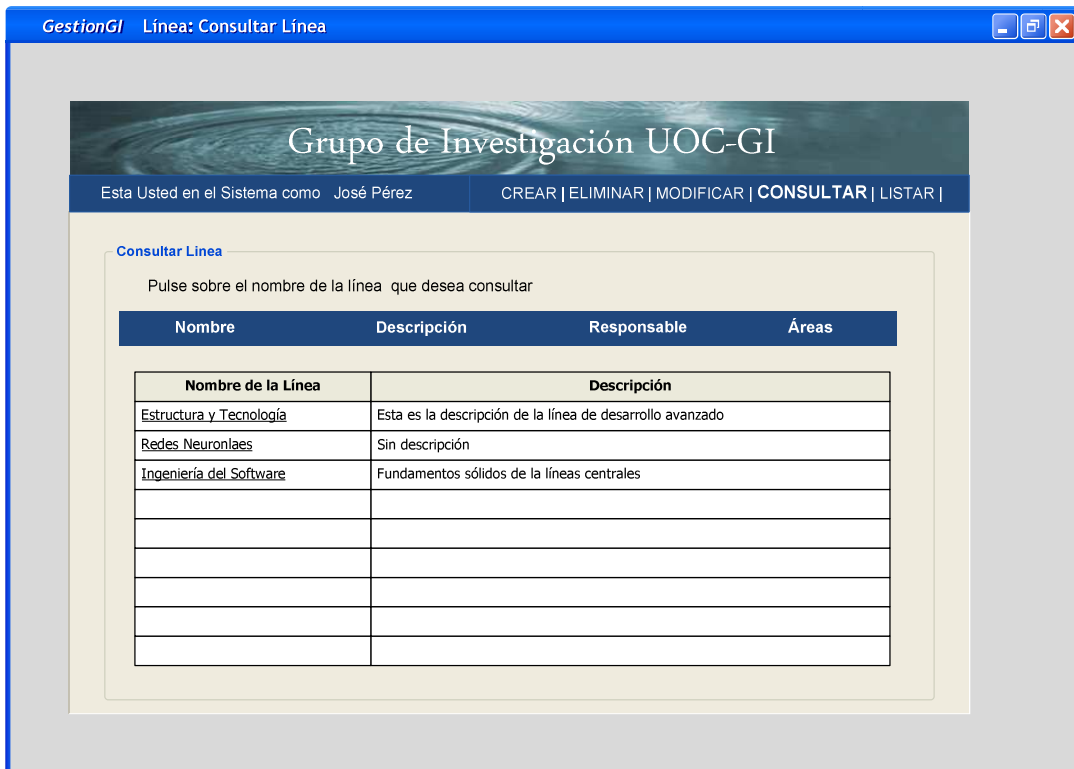 GestionGI Línea: Consultar Línea
Grupo de Investigación UOC-GI
Esta Usted en el Sistema como José Pérez CREAR | ELIMINAR | MODIFICAR | CONSULTAR | LISTAR |
Consultar Linea
Pulse sobre el nombre de la línea que desea consultar
Nombre Descripción Responsable Áreas
Nombre de la Línea Descripción
Estructura y Tecnología Esta es la descripción de la línea de desarrollo avanzado
Redes Neuronlaes Sin descripción
Ingeniería del Software Fundamentos sólidos de la líneas centrales